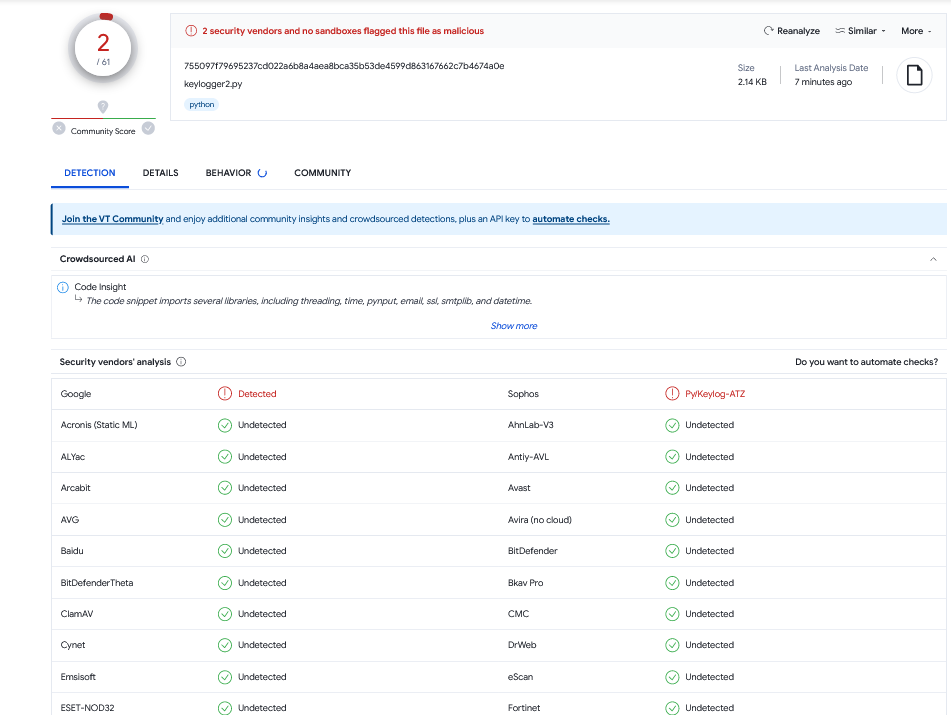 2
/ 61
Community Score
2 security vendors and no sandboxes flagged this file as malicious
Reanalyze Similar More
755097f79695237cd022a6b8a4aea8bca35b53de4599d863167662c7b4674a0e
keylogger2.py
python
Size
2.14 KB
Last Analysis Date
7 minutes ago
DETECTION DETAILS BEHAVIOR COMMUNITY
Join the VT Community and enjoy additional community insights and crowdsourced detections, plus an API key to automate checks.
Crowdsourced AI
Code Insight
The code snippet imports several libraries, including threading, time, pynput, email, ssl, smtplib, and datetime.
Show more
Security vendors' analysis Do you want to automate checks?
Google Detected Sophos Py/Keylog-ATZ
Acronis (Static ML) Undetected AhnLab-V3 Undetected
ALYac Undetected Antiy-AVL Undetected
Arcabit Undetected Avast Undetected
AVG Undetected Avira (no cloud) Undetected
Baidu Undetected BitDefender Undetected
BitDefenderTheta Undetected Bkav Pro Undetected
ClamAV Undetected CMC Undetected
Cynet Undetected DrWeb Undetected
Emsisoft Undetected eScan Undetected
ESET-NOD32 Undetected Fortinet Undetected